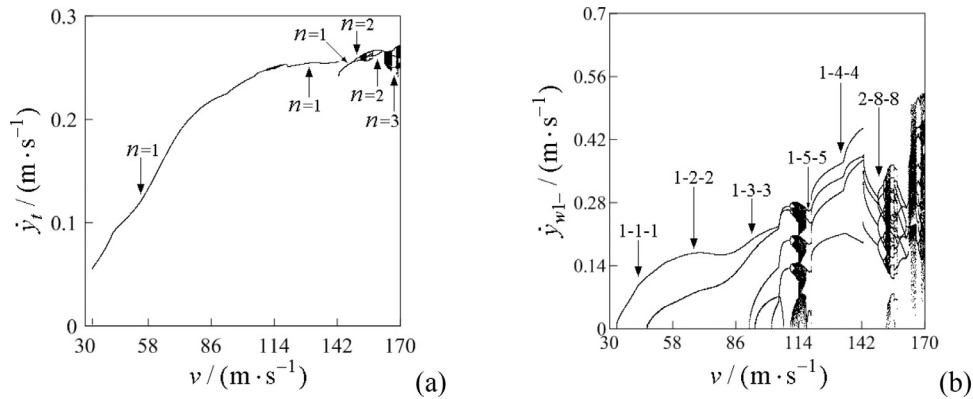 0.3
0.2
0.1
0
ẏt / (m · s⁻¹)
n=1
n=1
n=1
n=2
n=2
n=3
30 58 86 114 142 170
v / (m · s⁻¹)
(a)
0.7
0.56
0.42
0.28
0.14
0
ẏw1− / (m · s⁻¹)
1-1-1
1-2-2
1-3-3
1-5-5
1-4-4
2-8-8
30 58 86 114 142 170
v / (m · s⁻¹)
(b)